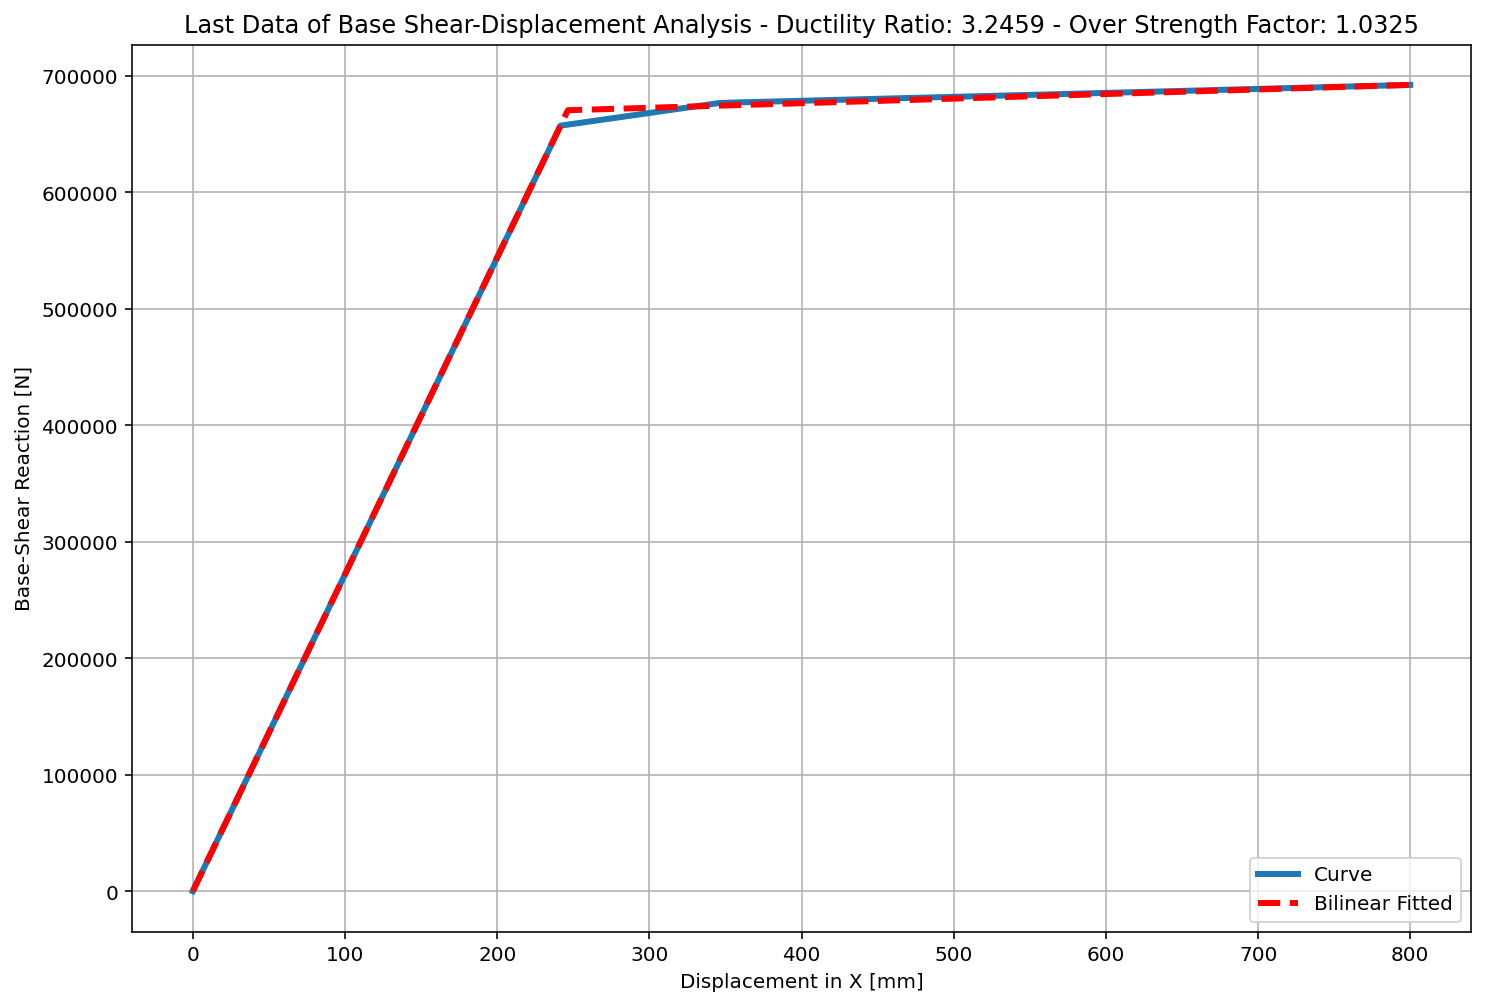 Last Data of Base Shear-Displacement Analysis - Ductility Ratio: 3.2459 - Over Strength Factor: 1.0325
700000
600000
500000
400000
300000
200000
100000
0
Base-Shear Reaction [N]
Curve
Bilinear Fitted
0 100 200 300 400 500 600 700 800
Displacement in X [mm]